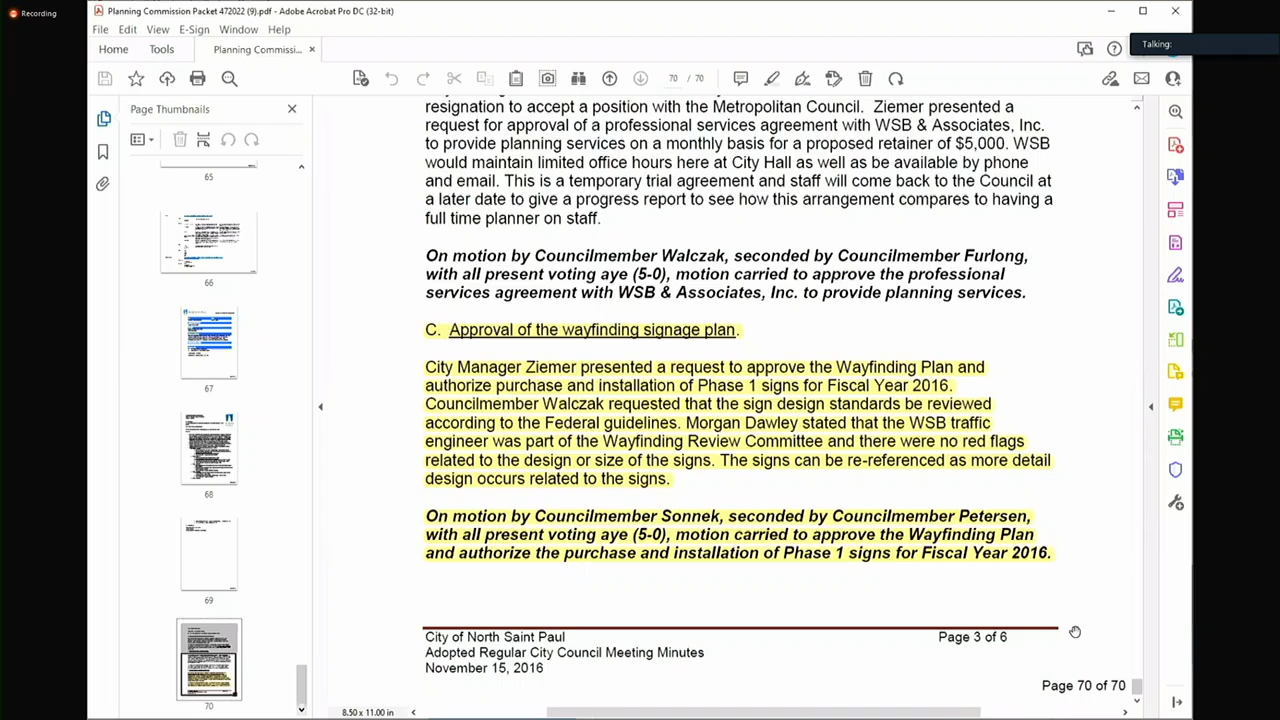 Recording
Planning Commission Packet 472022 (9).pdf - Adobe Acrobat Pro DC (32-bit)
File Edit View E-Sign Window Help
Home Tools Planning Commissi...
Talking:
70 / 70
Page Thumbnails
resignation to accept a position with the Metropolitan Council. Ziemer presented a
request for approval of a professional services agreement with WSB & Associates, Inc.
to provide planning services on a monthly basis for a proposed retainer of $5,000. WSB
would maintain limited office hours here at City Hall as well as be available by phone
and email. This is a temporary trial agreement and staff will come back to the Council at
a later date to give a progress report to see how this arrangement compares to having a
full time planner on staff.
On motion by Councilmember Walczak, seconded by Councilmember Furlong,
with all present voting aye (5-0), motion carried to approve the professional
services agreement with WSB & Associates, Inc. to provide planning services.
C. Approval of the wayfinding signage plan.
City Manager Ziemer presented a request to approve the Wayfinding Plan and
authorize purchase and installation of Phase 1 signs for Fiscal Year 2016.
Councilmember Walczak requested that the sign design standards be reviewed
according to the Federal guidelines. Morgan Dawley stated that the WSB traffic
engineer was part of the Wayfinding Review Committee and there were no red flags
related to the design or size of the signs. The signs can be re-referenced as more detail
design occurs related to the signs.
On motion by Councilmember Sonnek, seconded by Councilmember Petersen,
with all present voting aye (5-0), motion carried to approve the Wayfinding Plan
and authorize the purchase and installation of Phase 1 signs for Fiscal Year 2016.
City of North Saint Paul Page 3 of 6
Adopted Regular City Council Meeting Minutes
November 15, 2016
Page 70 of 70
65
66
67
68
69
70
8.50 x 11.00 in